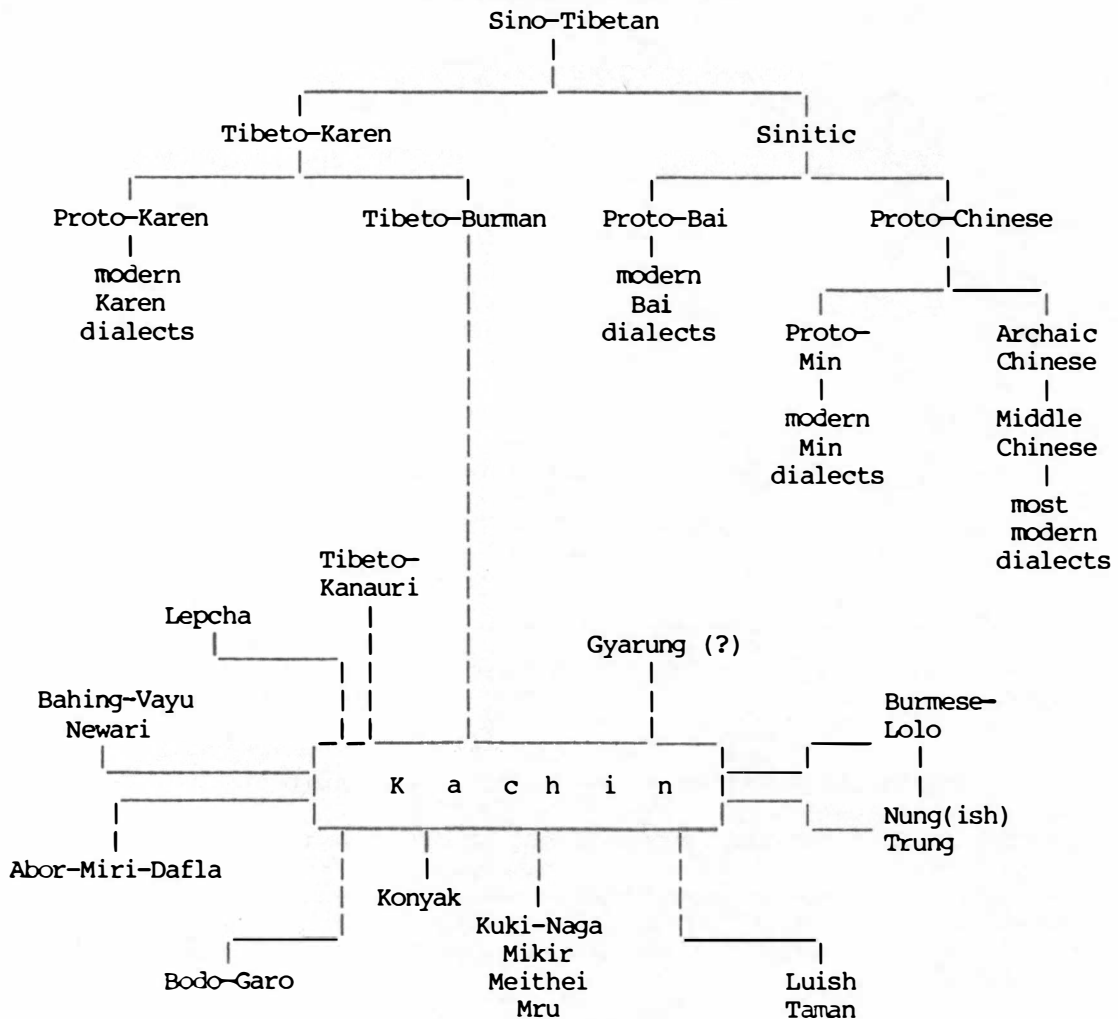 Sino-Tibetan
Tibeto-Karen
Sinitic
Proto-Karen
Tibeto-Burman
Proto-Bai
Proto-Chinese
modern
Karen
dialects
modern
Bai
dialects
Proto-
Min
Archaic
Chinese
modern
Min
dialects
Middle
Chinese
most
modern
dialects
Tibeto-
Kanauri
Lepcha
Gyarung (?)
Bahing-Vayu
Newari
Burmese-
Lolo
K a c h i n
Nung(ish)
Trung
Abor-Miri-Dafla
Konyak
Kuki-Naga
Mikir
Meithei
Mru
Bodo-Garo
Luish
Taman